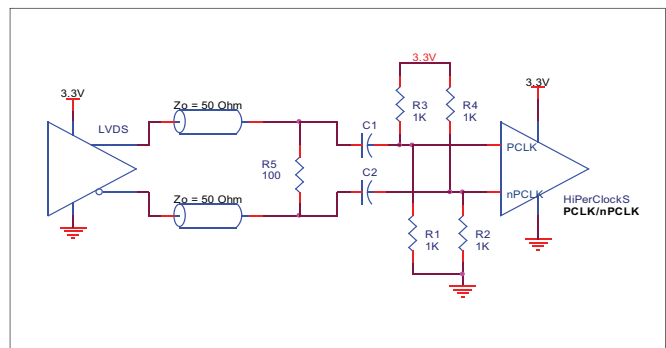 3.3V
3.3V
3.3V
Zo = 50 Ohm
LVDS
C1
R3
1K
R4
1K
PCLK
R5
100
C2
nPCLK
Zo = 50 Ohm
HiPerClockS
PCLK/nPCLK
R1
1K
R2
1K